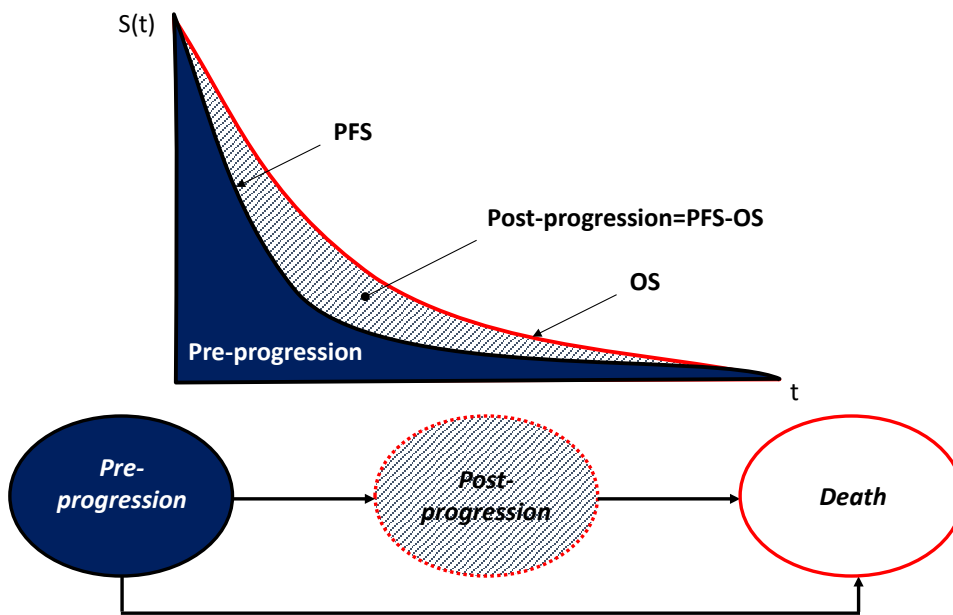 S(t)
PFS
Post-progression=PFS-OS
OS
Pre-progression
t
Pre-
progression
Post-
progression
Death